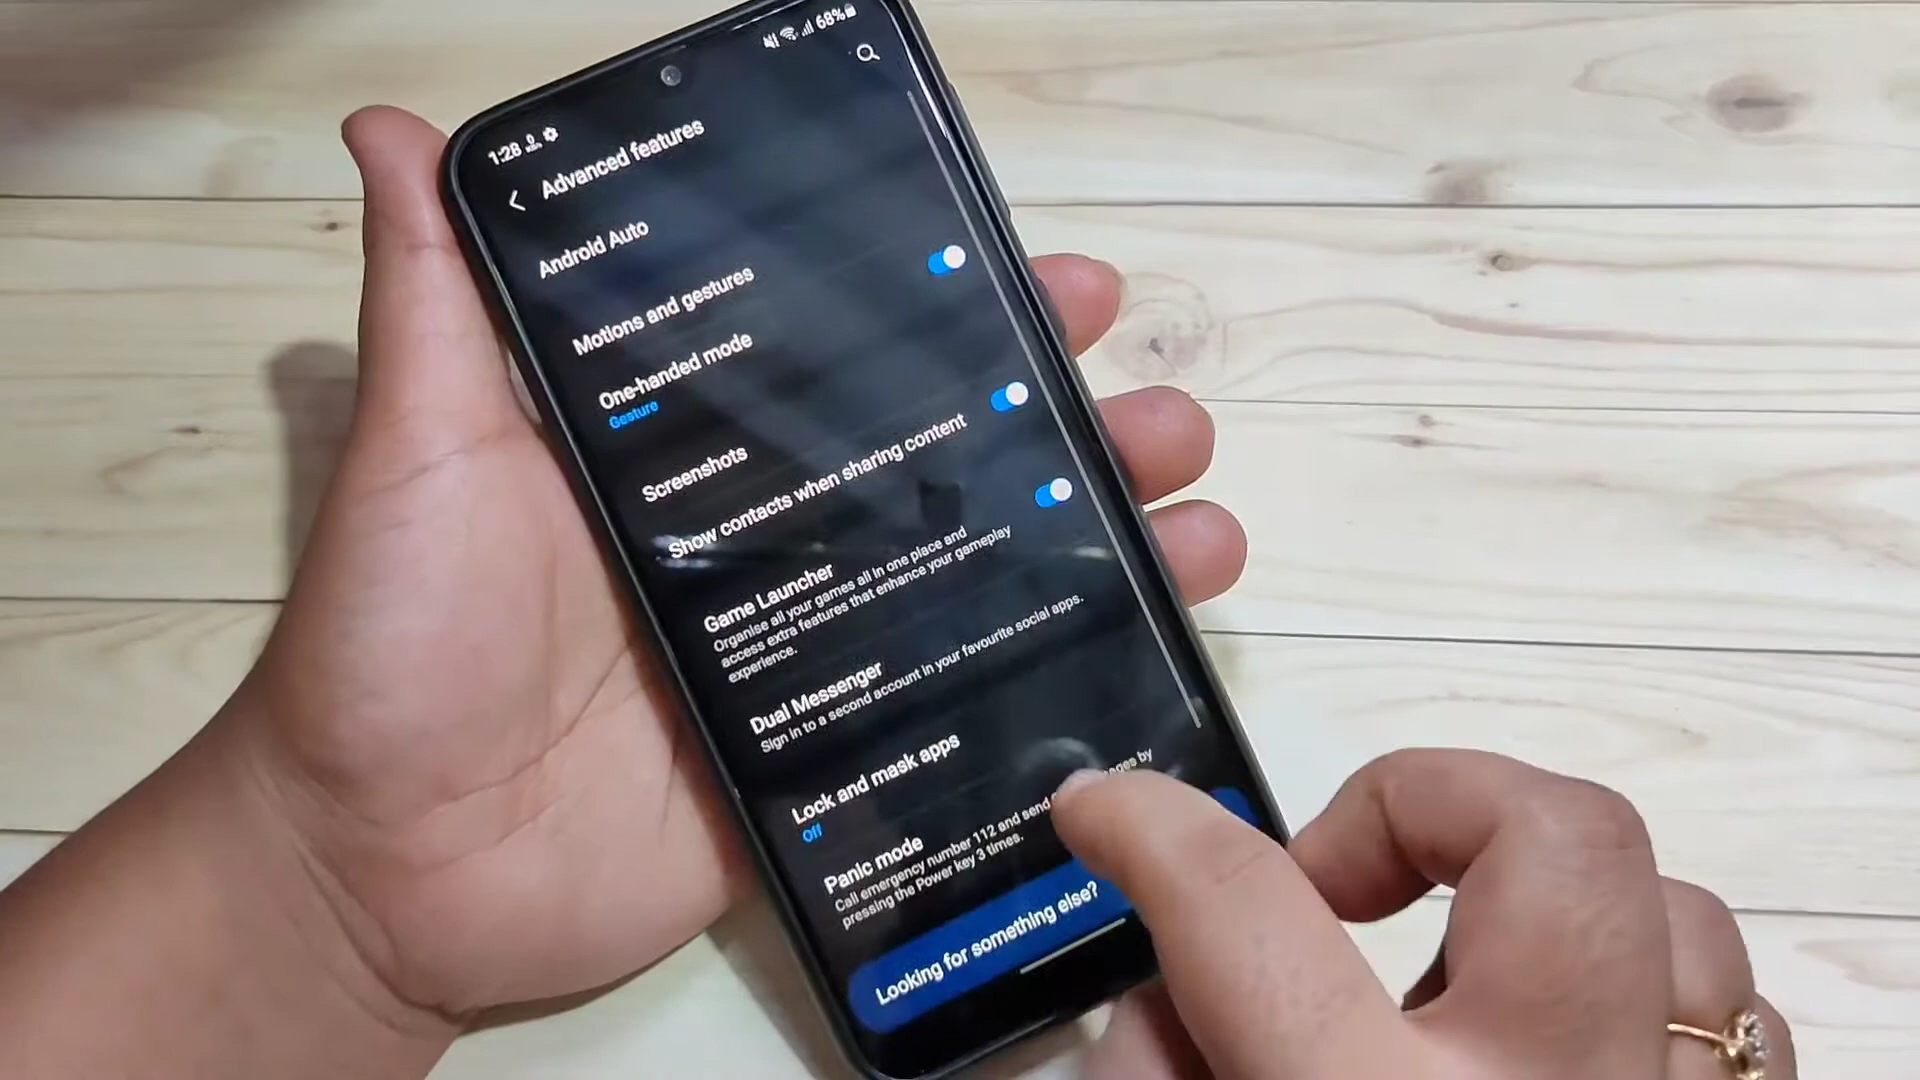 1:28
68%
Advanced features
Android Auto
Motions and gestures
One-handed mode
Gesture
Screenshots
Show contacts when sharing content
Game Launcher
Organise all your games all in one place and
access extra features that enhance your gameplay
experience.
Dual Messenger
Sign in to a second account in your favourite social apps.
Lock and mask apps
Off
Panic mode
Call emergency number 112 and send by
pressing the Power key 3 times.
Looking for something else?